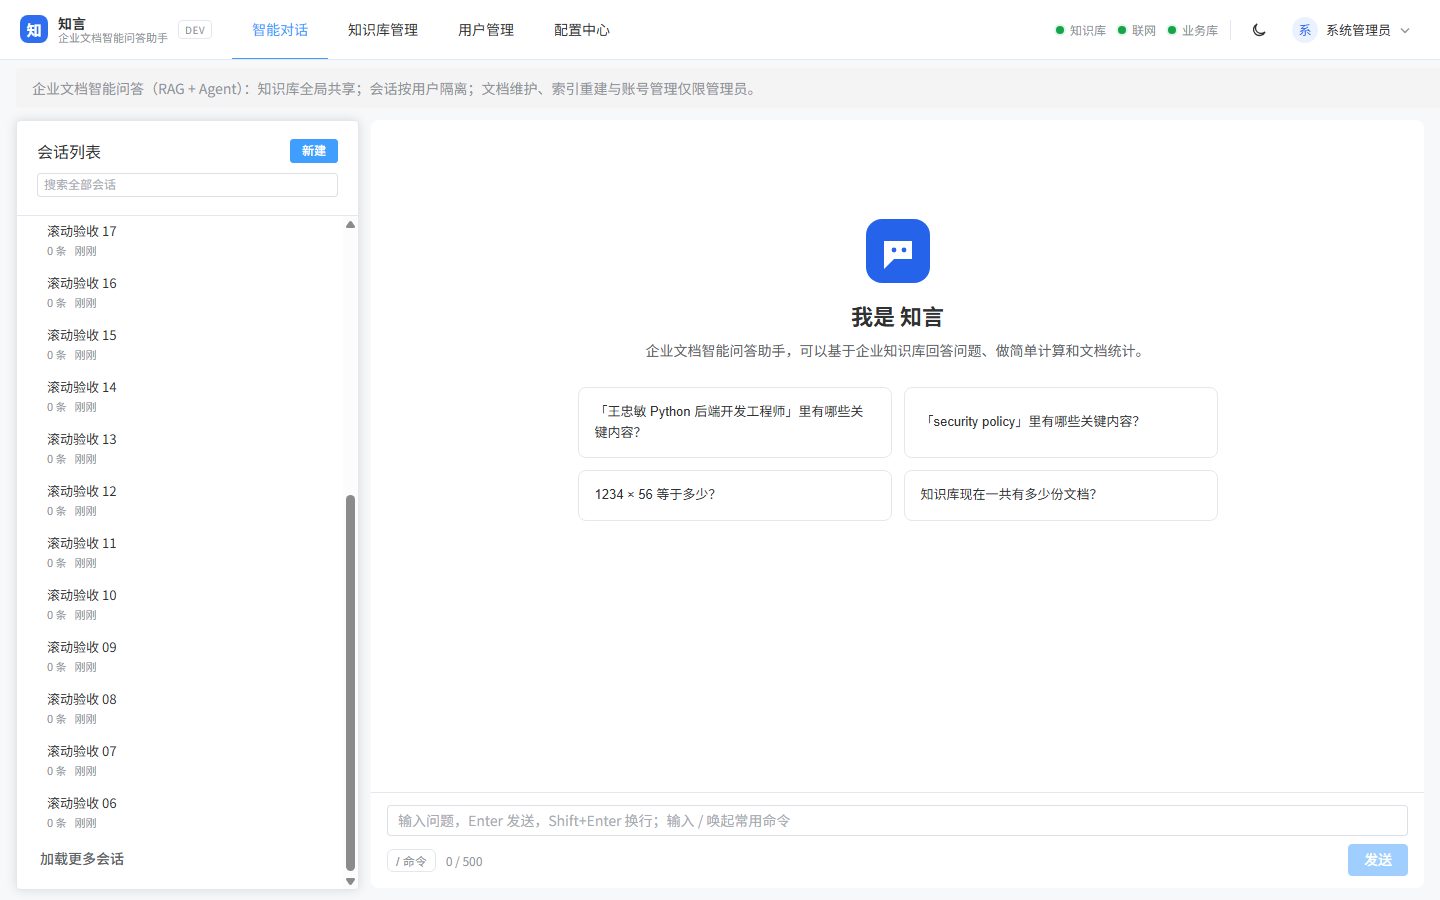 知
知言
企业文档智能问答助手
DEV
智能对话
知识库管理
用户管理
配置中心
知识库
联网
业务库
系
系统管理员
企业文档智能问答（RAG + Agent）：知识库全局共享；会话按用户隔离；文档维护、索引重建与账号管理仅限管理员。
会话列表
新建
搜索全部会话
滚动验收 17
0 条 刚刚
滚动验收 16
0 条 刚刚
滚动验收 15
0 条 刚刚
滚动验收 14
0 条 刚刚
滚动验收 13
0 条 刚刚
滚动验收 12
0 条 刚刚
滚动验收 11
0 条 刚刚
滚动验收 10
0 条 刚刚
滚动验收 09
0 条 刚刚
滚动验收 08
0 条 刚刚
滚动验收 07
0 条 刚刚
滚动验收 06
0 条 刚刚
加载更多会话
我是 知言
企业文档智能问答助手，可以基于企业知识库回答问题、做简单计算和文档统计。
「王忠敏 Python 后端开发工程师」里有哪些关
键内容？
「security policy」里有哪些关键内容？
1234 × 56 等于多少？
知识库现在一共有多少份文档？
输入问题，Enter 发送，Shift+Enter 换行；输入 / 唤起常用命令
/ 命令
0 / 500
发送